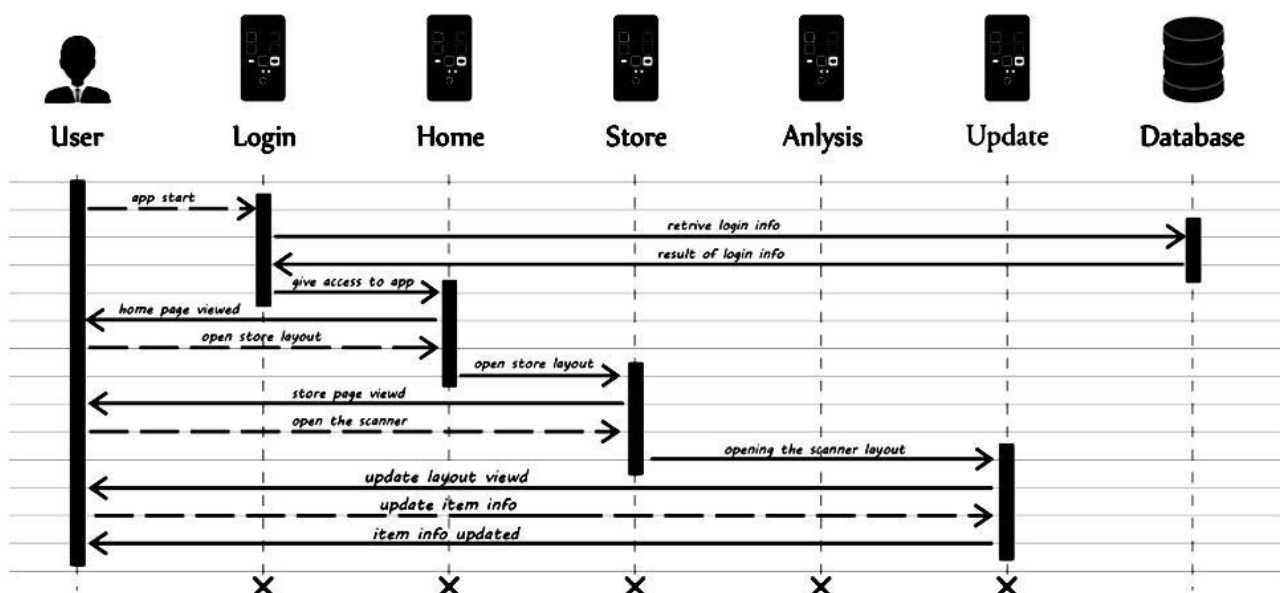 User Login Home Store Anlysis Update Database
app start
retrive login info
result of login info
give access to app
home page viewed
open store layout
open store layout
store page viewd
open the scanner
opening the scanner layout
update layout viewd
update item info
item info updated